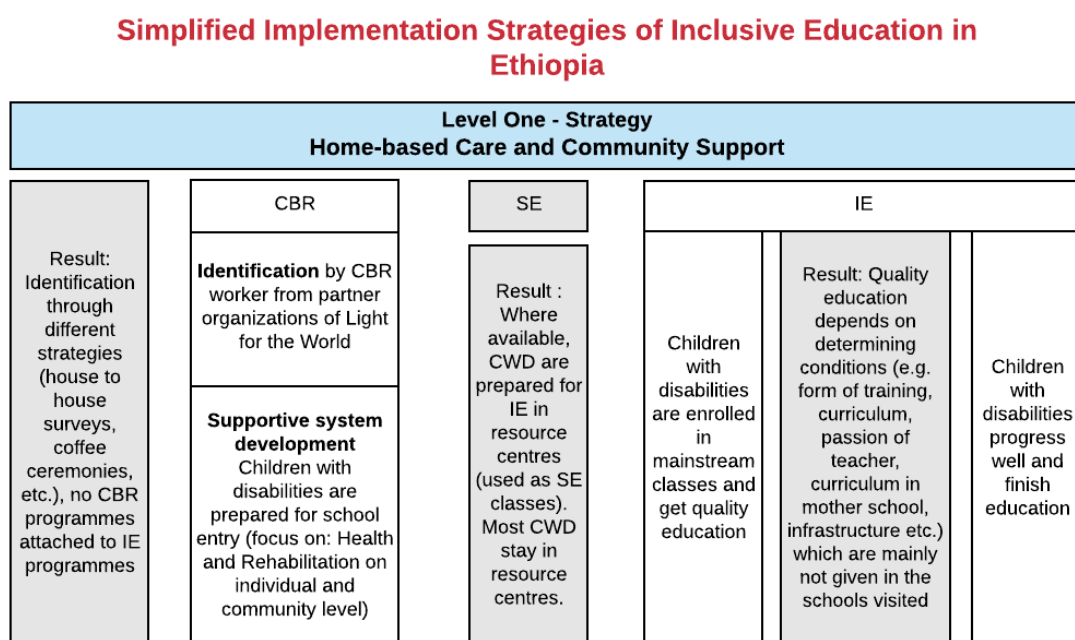 Simplified Implementation Strategies of Inclusive Education in
Ethiopia
Level One - Strategy
Home-based Care and Community Support
Result:
Identification
through
different
strategies
(house to
house
surveys,
coffee
ceremonies,
etc.), no CBR
programmes
attached to IE
programmes
CBR
Identification by CBR
worker from partner
organizations of Light
for the World
Supportive system
development
Children with
disabilities are
prepared for school
entry (focus on: Health
and Rehabilitation on
individual and
community level)
SE
Result :
Where
available,
CWD are
prepared for
IE in
resource
centres
(used as SE
classes).
Most CWD
stay in
resource
centres.
IE
Children
with
disabilities
are enrolled
in
mainstream
classes and
get quality
education
Result: Quality
education
depends on
determining
conditions (e.g.
form of training,
curriculum,
passion of
teacher,
curriculum in
mother school,
infrastructure etc.)
which are mainly
not given in the
schools visited
Children
with
disabilities
progress
well and
finish
education